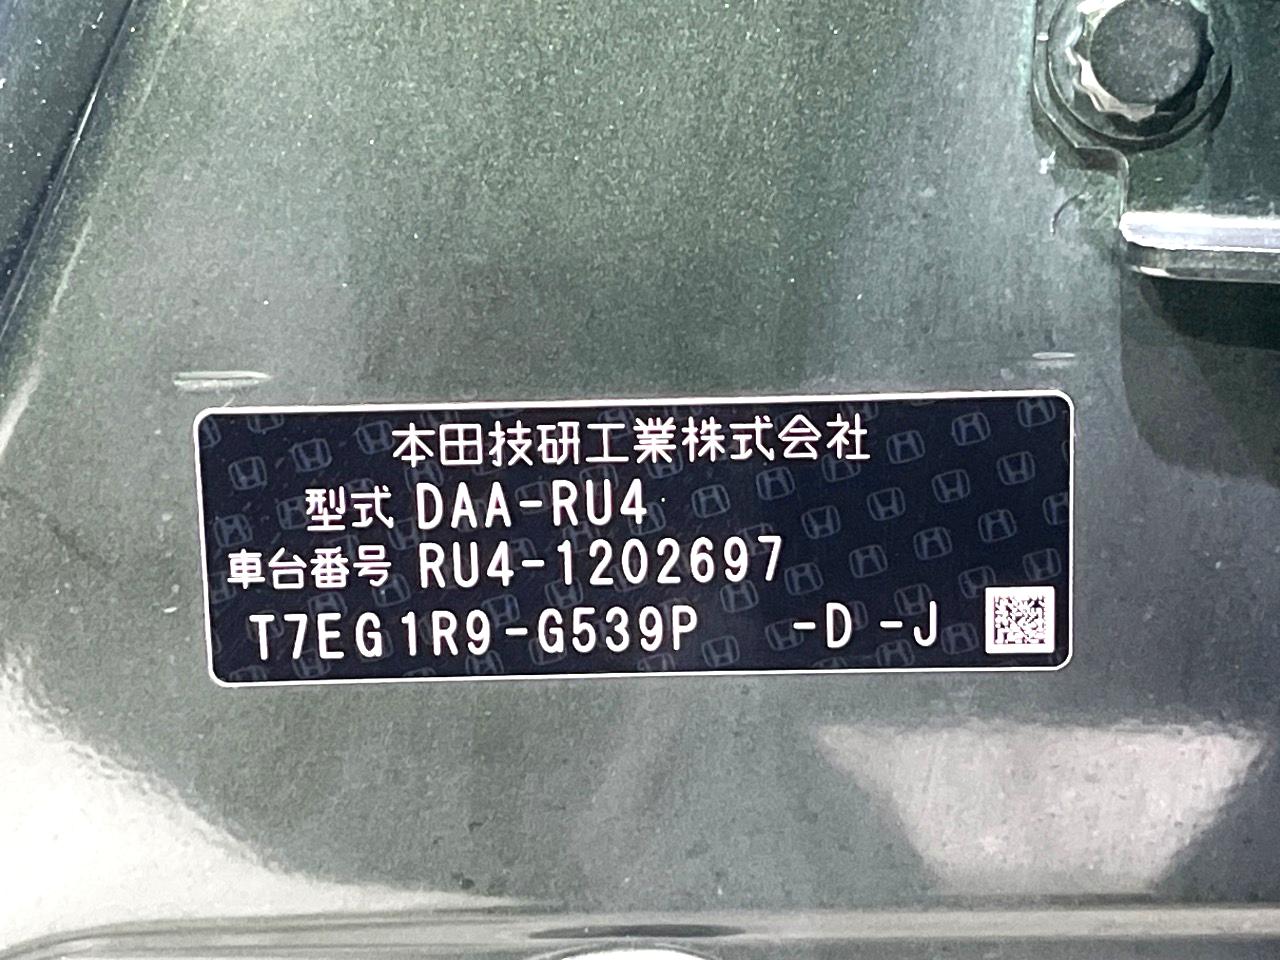 本田技研工業株式会社
型式 DAA-RU4
車台番号 RU4-1202697
T7EG1R9-G539P -D -J